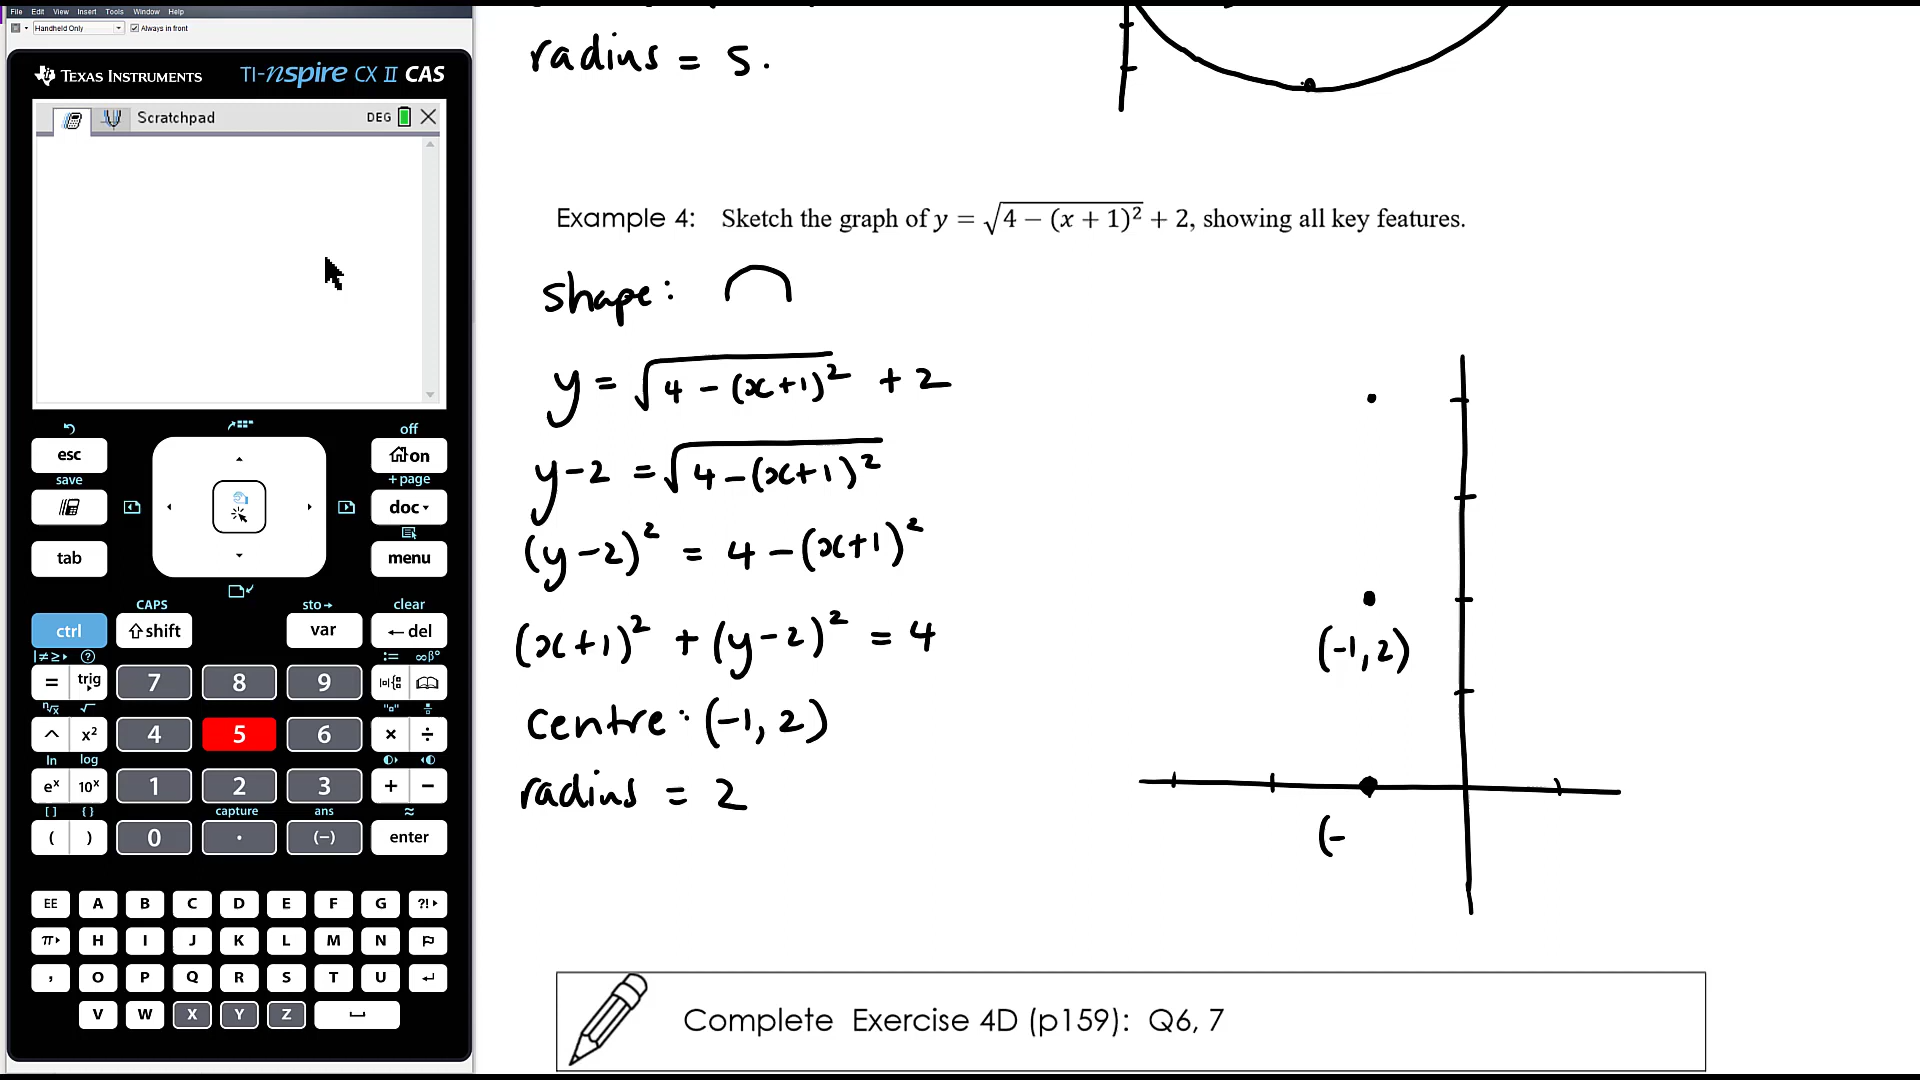 File Edit View Insert Tools Window Help
Handheld Only Always in front
TEXAS INSTRUMENTS TI-nspire CX II CAS
Scratchpad DEG
off
esc on
save + page
doc
tab menu
CAPS sto→ clear
ctrl shift var ←del
|≠≥▸ ? := ∞β°
= trig 7 8 9
ⁿ√x √ "□"
^ x² 4 5 6 × ÷
ln log
eˣ 10ˣ 1 2 3 + −
[ ] { } capture ans ≈
( ) 0 . (−) enter
EE A B C D E F G ?!▸
π▸ H I J K L M N
, O P Q R S T U ↵
V W X Y Z
radius = 5.
Example 4: Sketch the graph of y = √(4 − (x + 1)²) + 2, showing all key features.
shape:
y = √(4 − (x+1)²) + 2
y−2 = √(4 − (x+1)²)
(y−2)² = 4 − (x+1)²
(x+1)² + (y−2)² = 4
centre: (−1, 2)
radius = 2
(−1, 2)
(−
Complete Exercise 4D (p159): Q6, 7